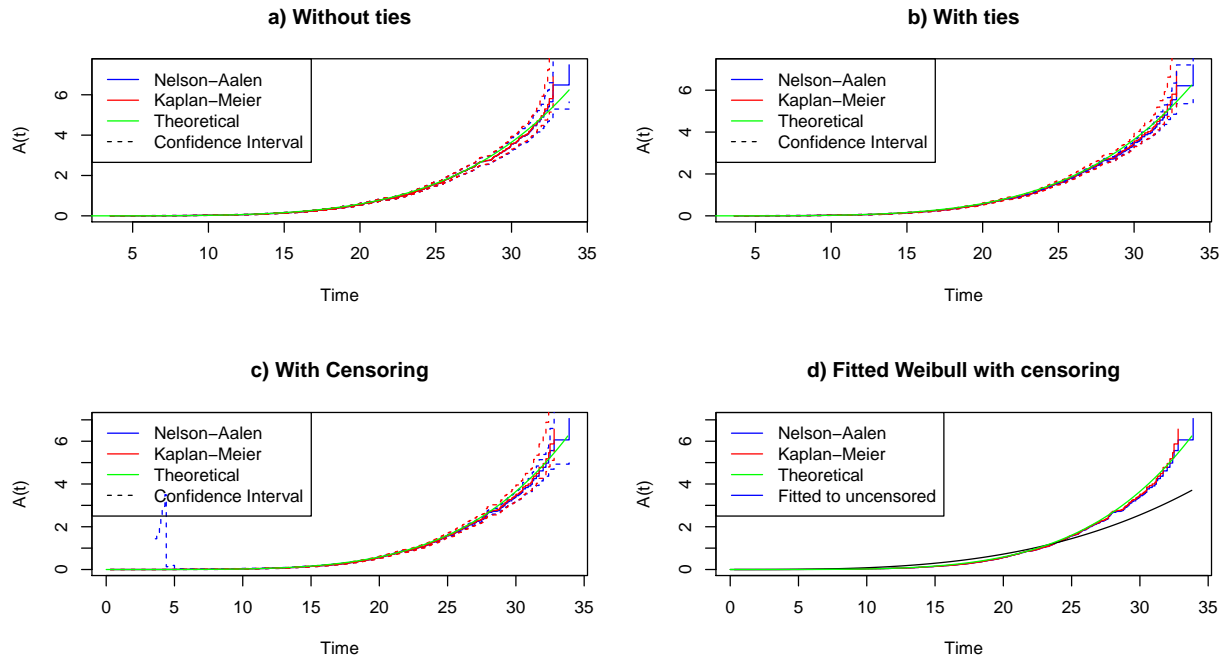 a) Without ties
A(t)
0 2 4 6
Nelson−Aalen
Kaplan−Meier
Theoretical
Confidence Interval
5 10 15 20 25 30 35
Time
b) With ties
A(t)
0 2 4 6
Nelson−Aalen
Kaplan−Meier
Theoretical
Confidence Interval
5 10 15 20 25 30 35
Time
c) With Censoring
A(t)
0 2 4 6
Nelson−Aalen
Kaplan−Meier
Theoretical
Confidence Interval
0 5 10 15 20 25 30 35
Time
d) Fitted Weibull with censoring
A(t)
0 2 4 6
Nelson−Aalen
Kaplan−Meier
Theoretical
Fitted to uncensored
0 5 10 15 20 25 30 35
Time